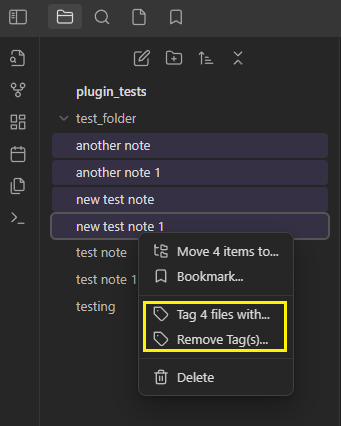 plugin_tests
test_folder
another note
another note 1
new test note
new test note 1
test note
test note 1
testing
Move 4 items to...
Bookmark...
Tag 4 files with...
Remove Tag(s)...
Delete